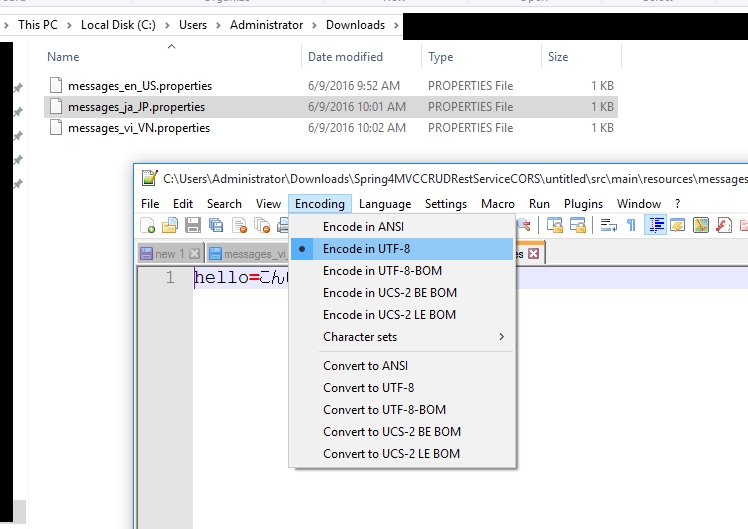 This PC > Local Disk (C:) > Users > Administrator > Downloads >
Name Date modified Type Size
messages_en_US.properties 6/9/2016 9:52 AM PROPERTIES File 1 KB
messages_ja_JP.properties 6/9/2016 10:01 AM PROPERTIES File 1 KB
messages_vi_VN.properties 6/9/2016 10:02 AM PROPERTIES File 1 KB
C:\Users\Administrator\Downloads\Spring4MVCCRUDRestServiceCORS\untitled\src\main\resources\messages
File Edit Search View Encoding Language Settings Macro Run Plugins Window ?
Encode in ANSI
Encode in UTF-8
Encode in UTF-8-BOM
Encode in UCS-2 BE BOM
Encode in UCS-2 LE BOM
Character sets >
Convert to ANSI
Convert to UTF-8
Convert to UTF-8-BOM
Convert to UCS-2 BE BOM
Convert to UCS-2 LE BOM
new 1 messages_vi es
1 hello=こん